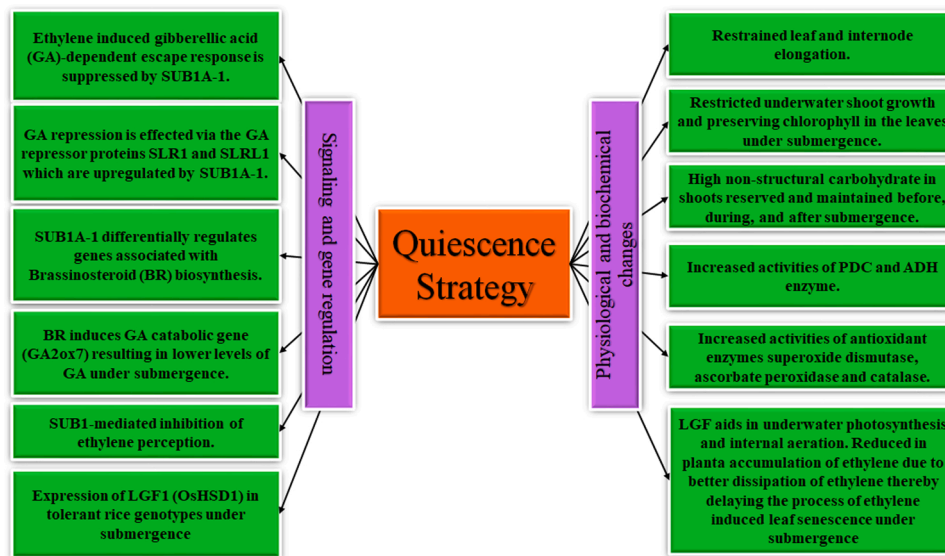 Ethylene induced gibberellic acid
(GA)-dependent escape response is
suppressed by SUB1A-1.
GA repression is effected via the GA
repressor proteins SLR1 and SLRL1
which are upregulated by SUB1A-1.
SUB1A-1 differentially regulates
genes associated with
Brassinosteroid (BR) biosynthesis.
BR induces GA catabolic gene
(GA2ox7) resulting in lower levels of
GA under submergence.
SUB1-mediated inhibition of
ethylene perception.
Expression of LGF1 (OsHSD1) in
tolerant rice genotypes under
submergence
Signaling and gene regulation
Quiescence
Strategy
Physiological and biochemical
changes
Restrained leaf and internode
elongation.
Restricted underwater shoot growth
and preserving chlorophyll in the leaves
under submergence.
High non-structural carbohydrate in
shoots reserved and maintained before,
during, and after submergence.
Increased activities of PDC and ADH
enzyme.
Increased activities of antioxidant
enzymes superoxide dismutase,
ascorbate peroxidase and catalase.
LGF aids in underwater photosynthesis
and internal aeration. Reduced in
planta accumulation of ethylene due to
better dissipation of ethylene thereby
delaying the process of ethylene
induced leaf senescence under
submergence